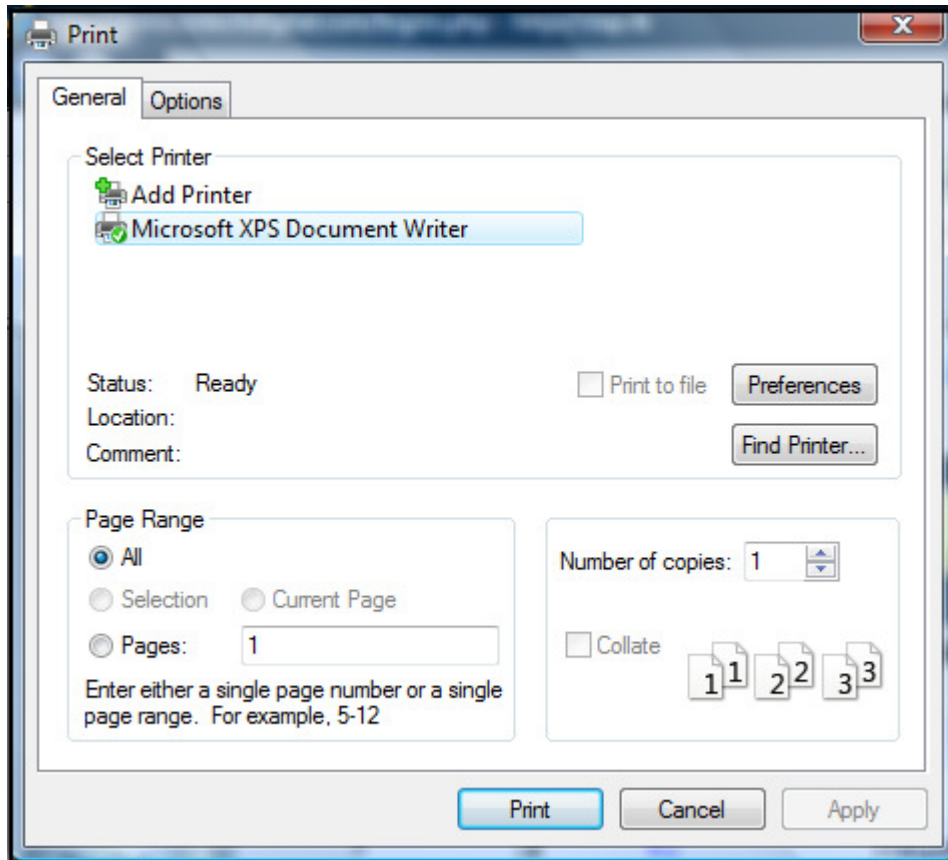 Print
General
Options
Select Printer
Add Printer
Microsoft XPS Document Writer
Status: Ready
Location:
Comment:
Print to file
Preferences
Find Printer...
Page Range
All
Selection
Current Page
Pages: 1
Enter either a single page number or a single
page range. For example, 5-12
Number of copies: 1
Collate
1 1 2 2 3 3
Print
Cancel
Apply